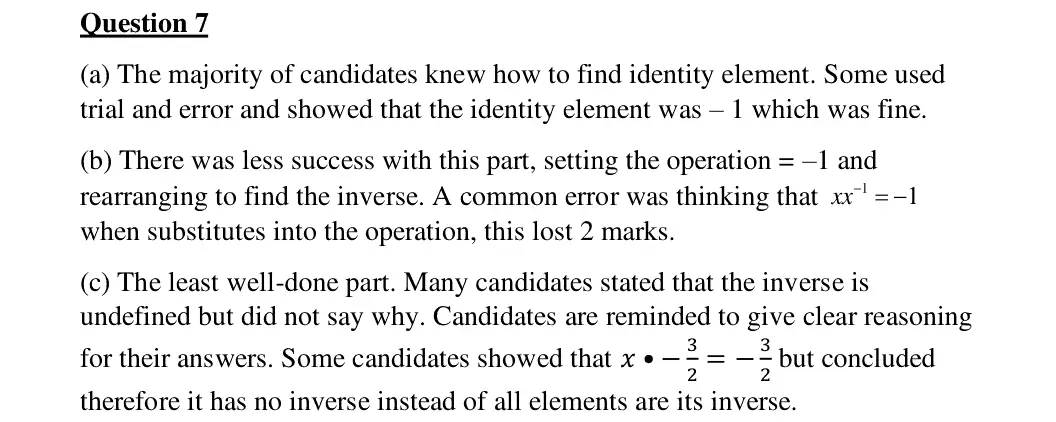 Question 7
(a) The majority of candidates knew how to find identity element. Some used
trial and error and showed that the identity element was – 1 which was fine.
(b) There was less success with this part, setting the operation = –1 and
rearranging to find the inverse. A common error was thinking that xx⁻¹ = −1
when substitutes into the operation, this lost 2 marks.
(c) The least well-done part. Many candidates stated that the inverse is
undefined but did not say why. Candidates are reminded to give clear reasoning
for their answers. Some candidates showed that x • −3/2 = −3/2 but concluded
therefore it has no inverse instead of all elements are its inverse.